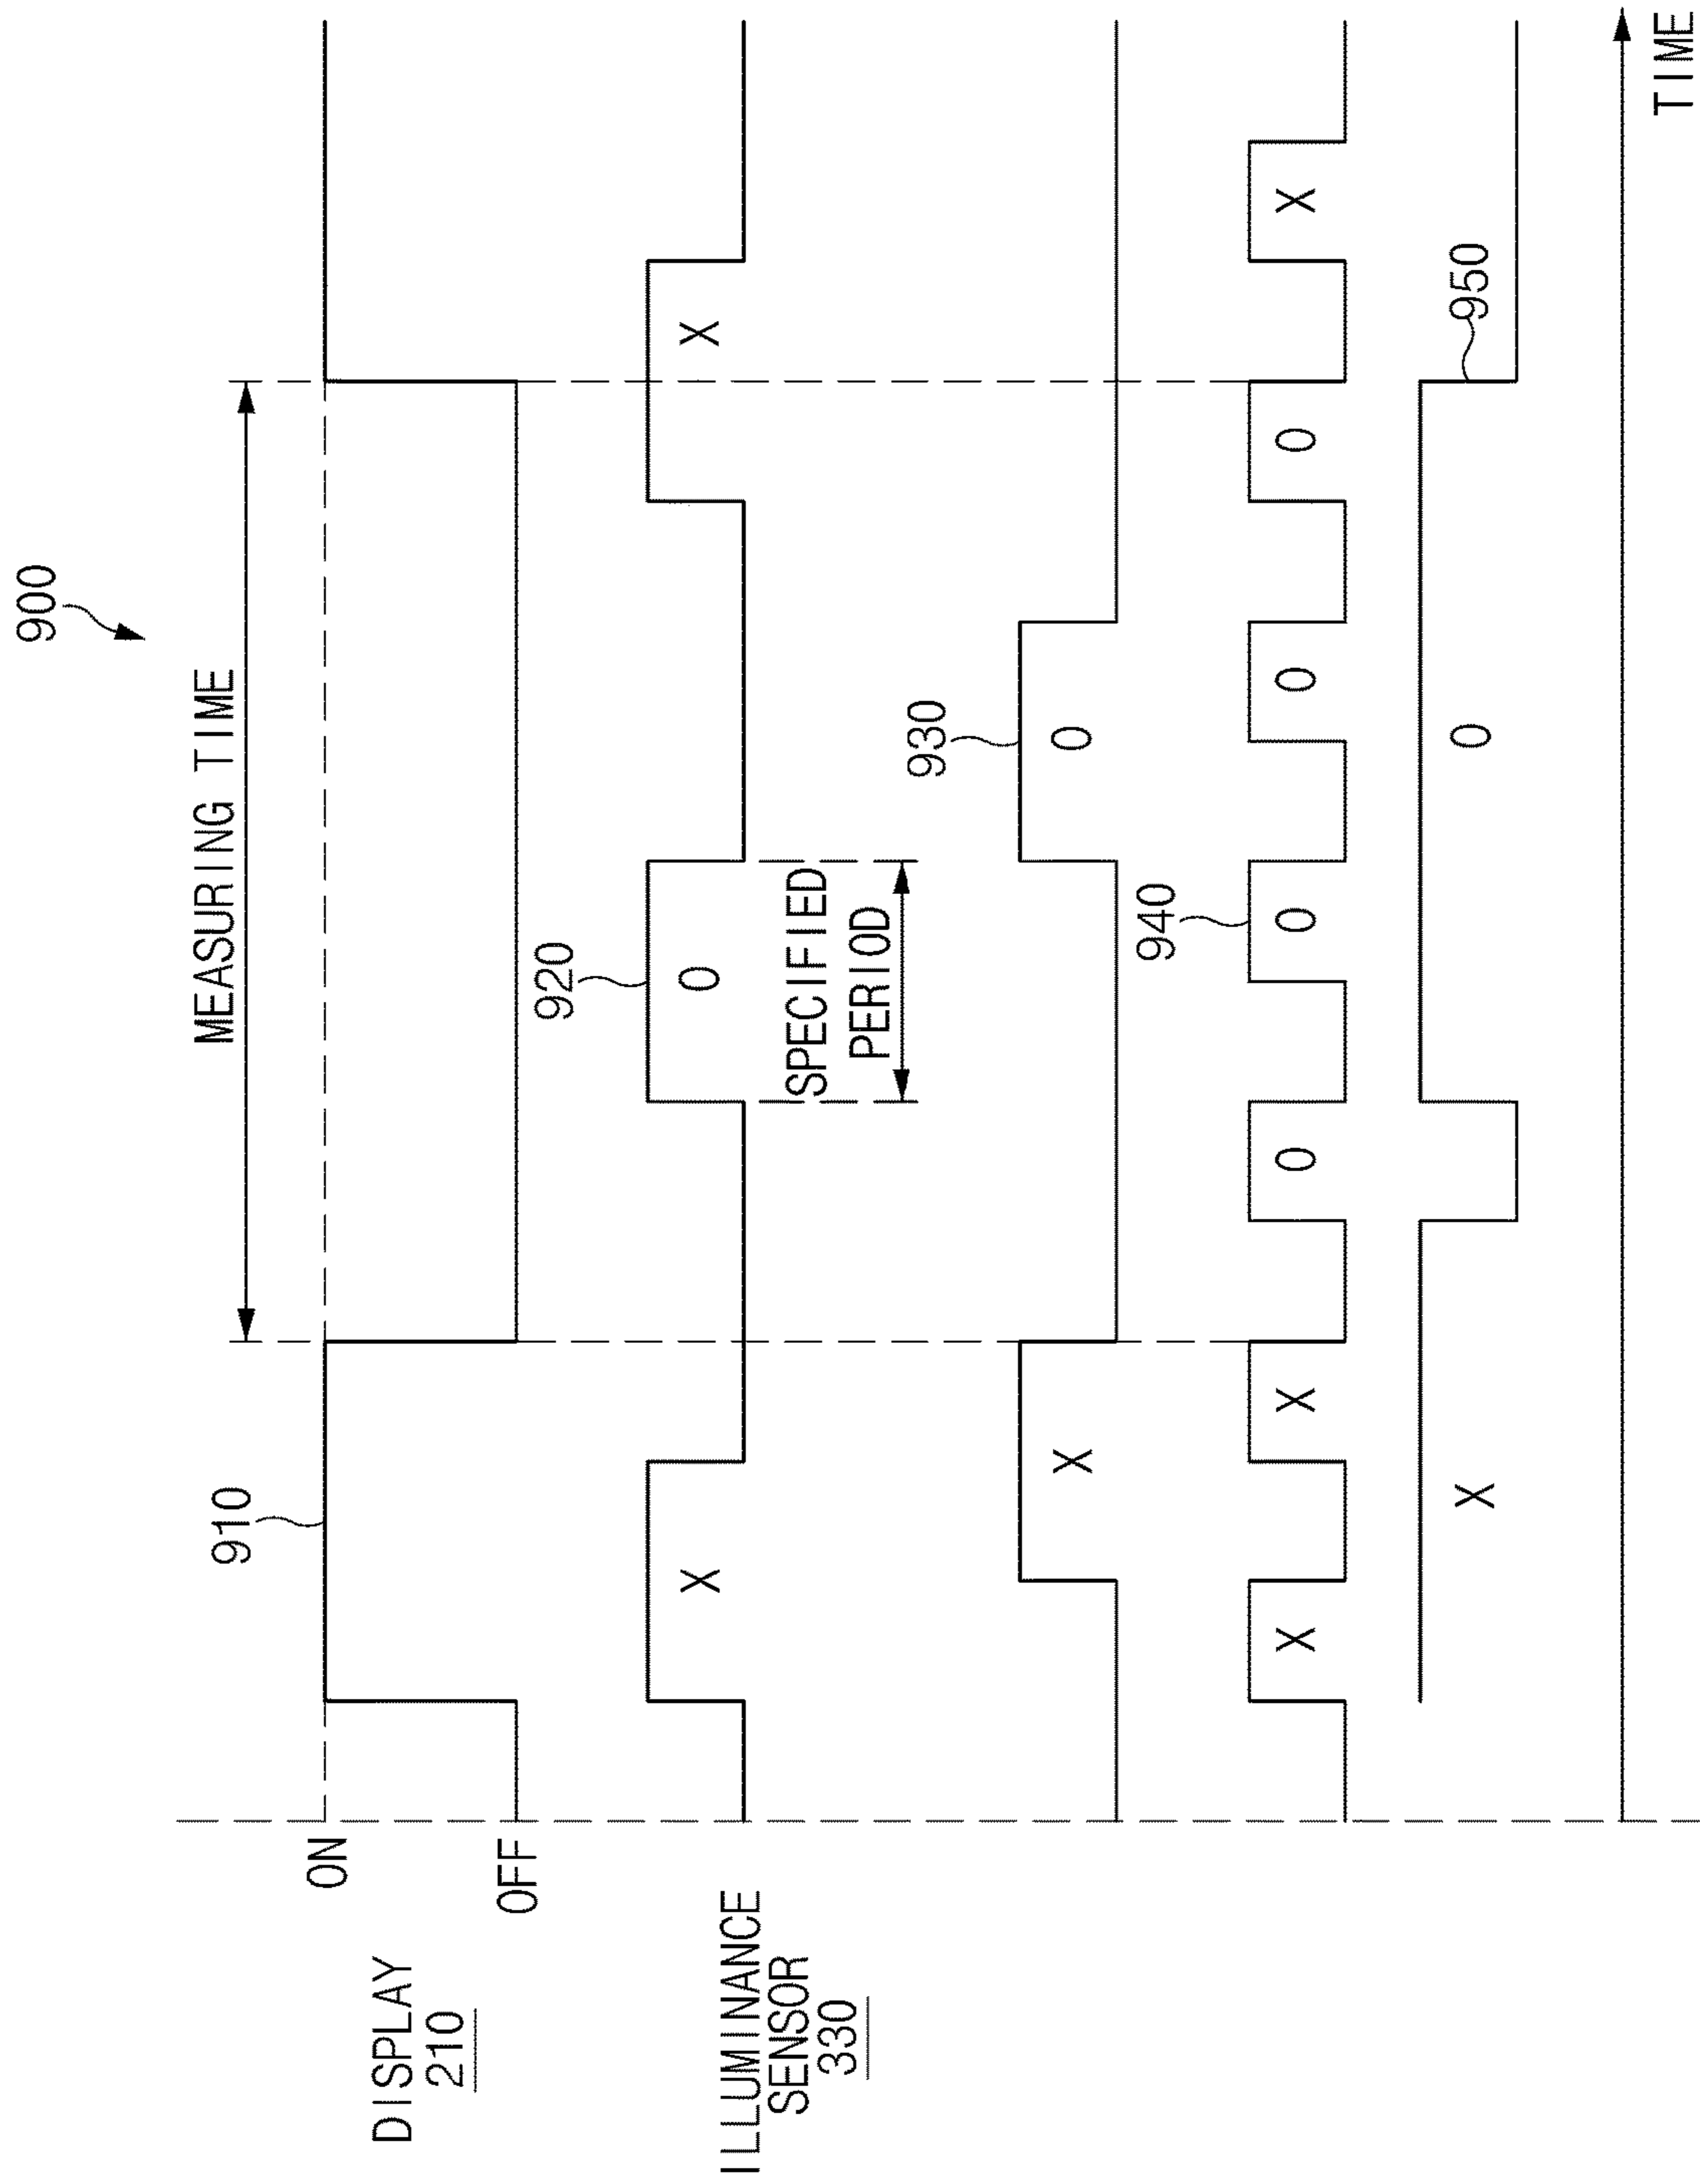 900
MEASURING TIME
910
ON
OFF
DISPLAY
210
920
O
X
X
SPECIFIED
PERIOD
ILLUMINANCE
SENSOR
330
930
X
O
940
X
X
O
O
O
O
X
950
X
O
TIME